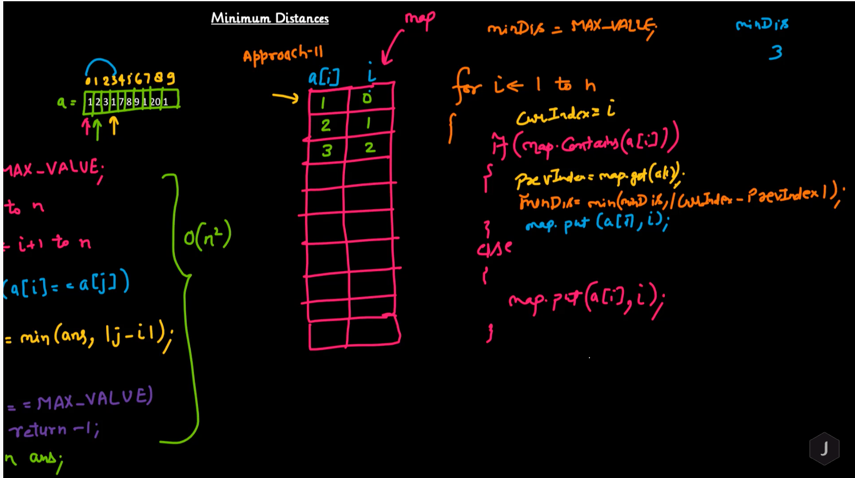 Minimum Distances
map
Approach-II
a[i] i
1 0
2 1
3 2
0 1 2 3 4 5 6 7 8 9
a = 1 2 3 1 7 8 9 1 20 1
MAX_VALUE;
to n
i+1 to n
(a[i] = = a[j])
= min(ans, |j-i|);
= = MAX_VALUE)
return -1;
n ans;
O(n²)
minDis = MAX_VALUE;
minDis
3
for i ← 1 to n
{
CurrIndex = i
If (map.Contains(a[i]))
{
PrevIndex = map.get(a[i]);
minDis = min(minDis, |CurrIndex - PrevIndex|);
map.put (a[i], i);
}
else
{
map.put(a[i], i);
}
J